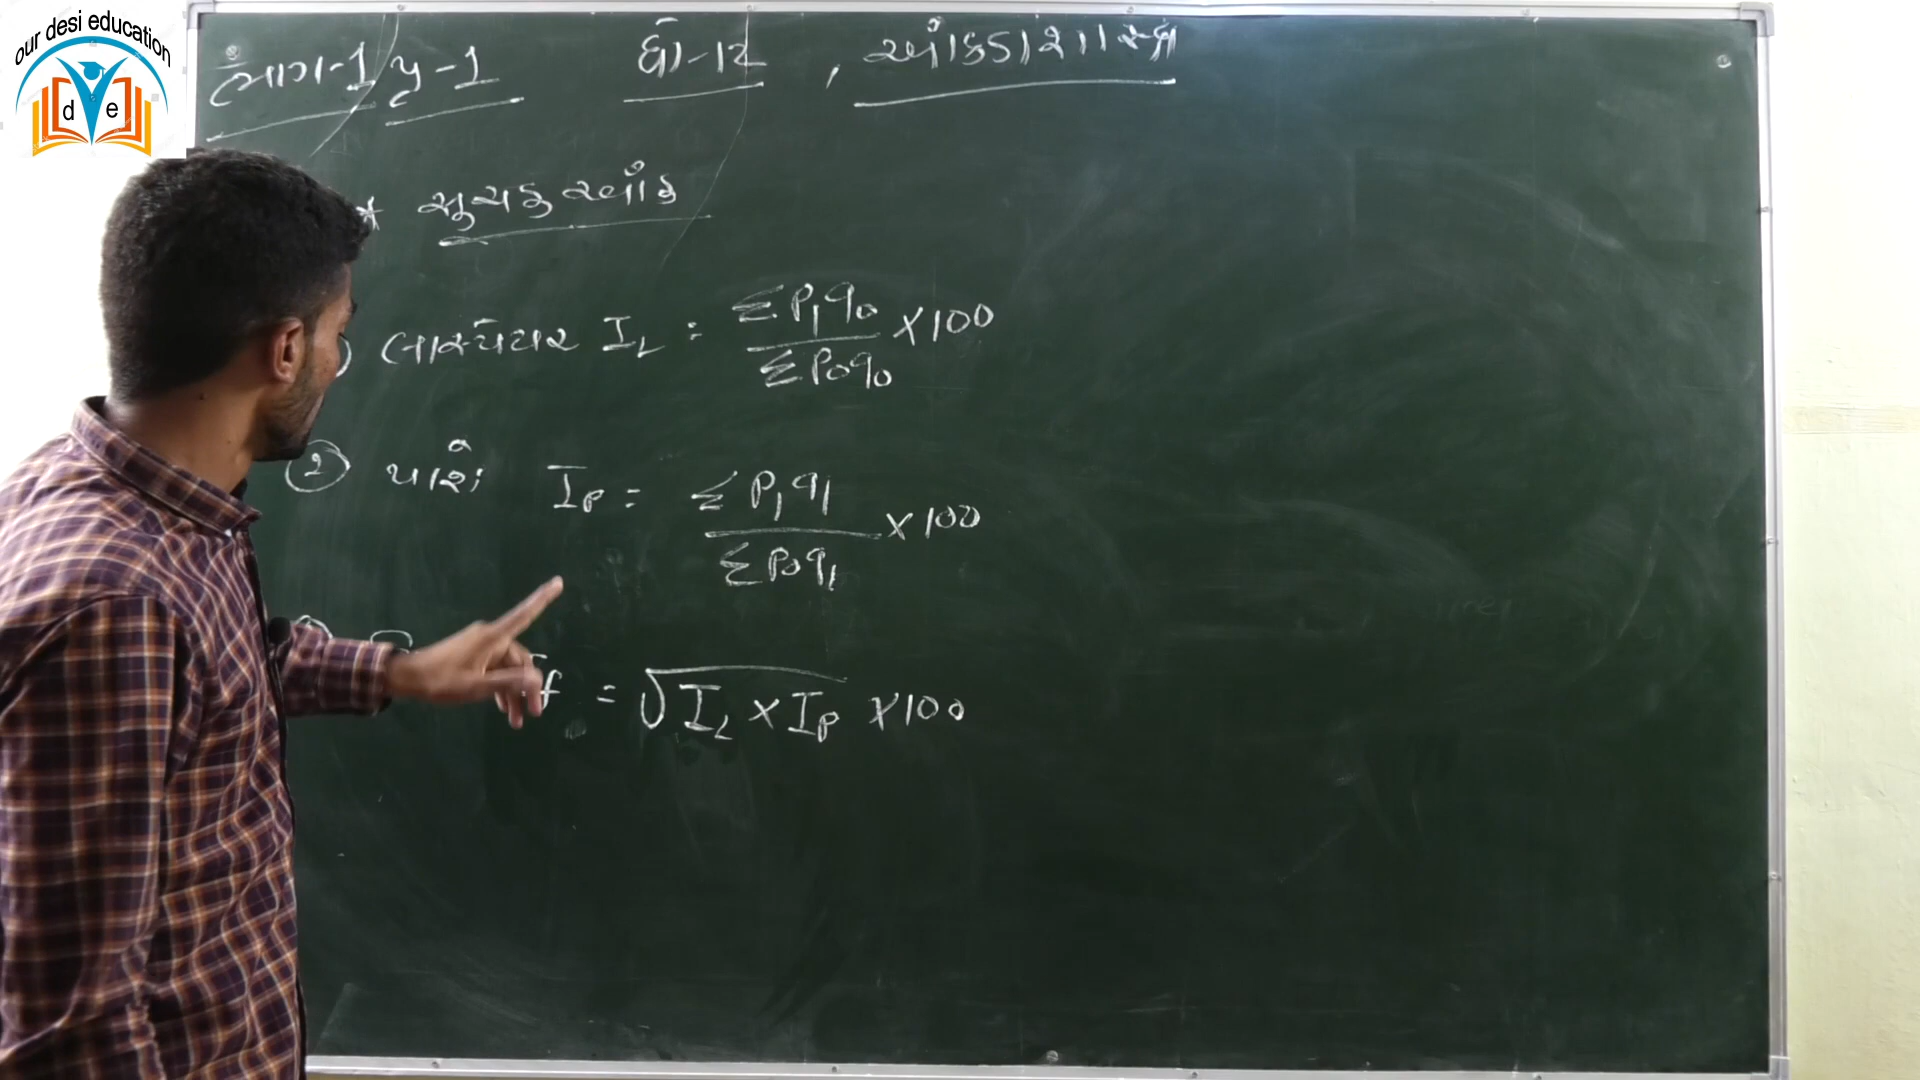 our desi education
d e
ભાગ-1 પ્ર-1 ધો-12 , આંકડાશાસ્ત્ર
* સૂચક આંક
લાસ્પેયર I_L = ΣP₁q₀ / ΣP₀q₀ × 100
② પાશે I_P = ΣP₁q₁ / ΣP₀q₁ × 100
f = √(I_L × I_P) × 100